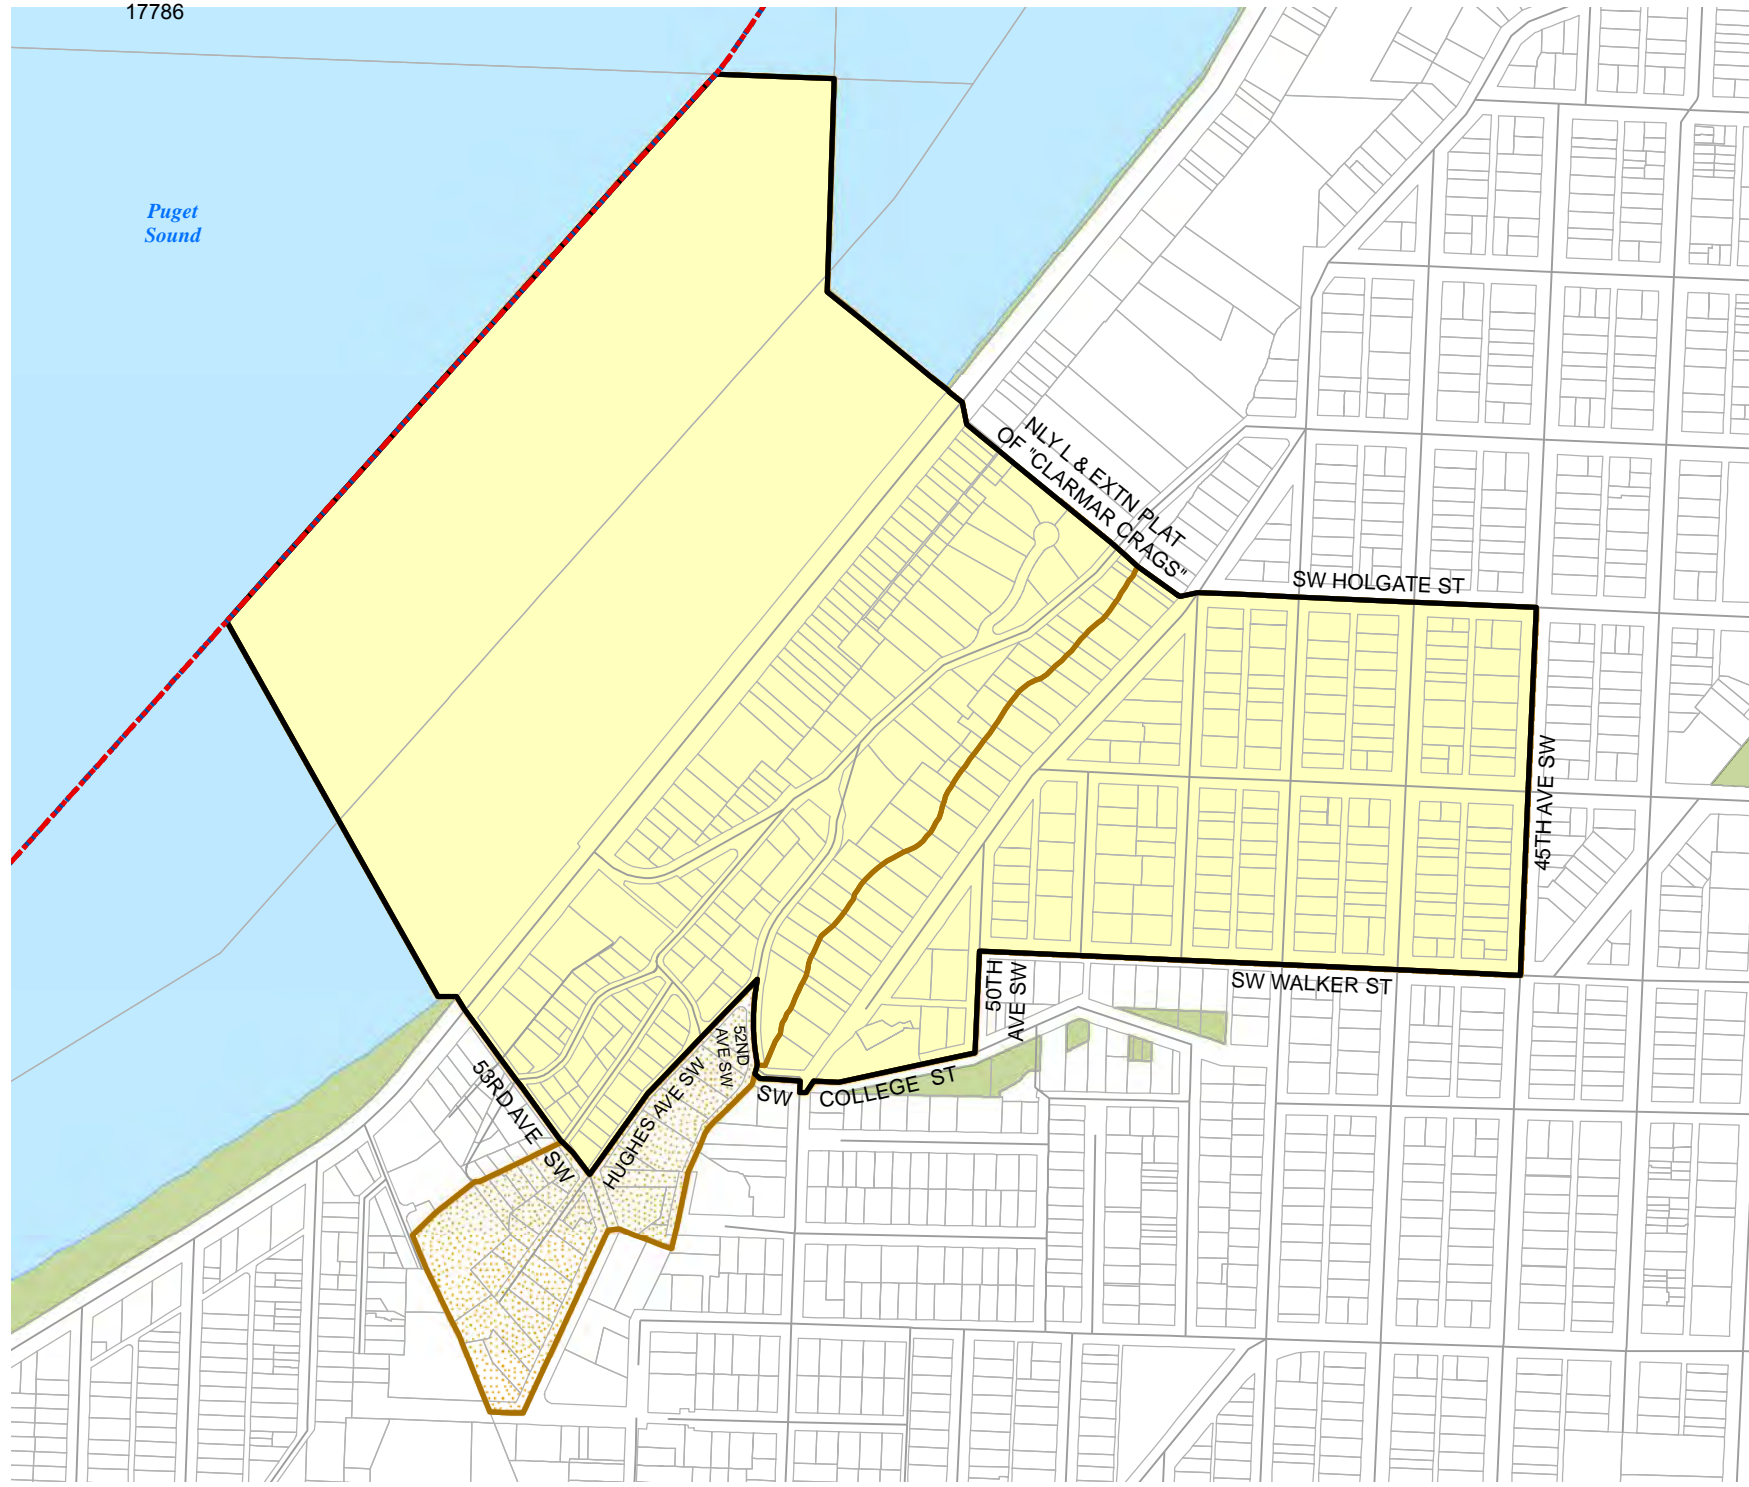 17786
Puget
Sound
NLY L & EXTN PLAT
OF "CLARMAR CRAGS"
SW HOLGATE ST
45TH AVE SW
50TH
AVE SW
SW WALKER ST
52ND
AVE SW
SW COLLEGE ST
HUGHES AVE SW
53RD AVE SW